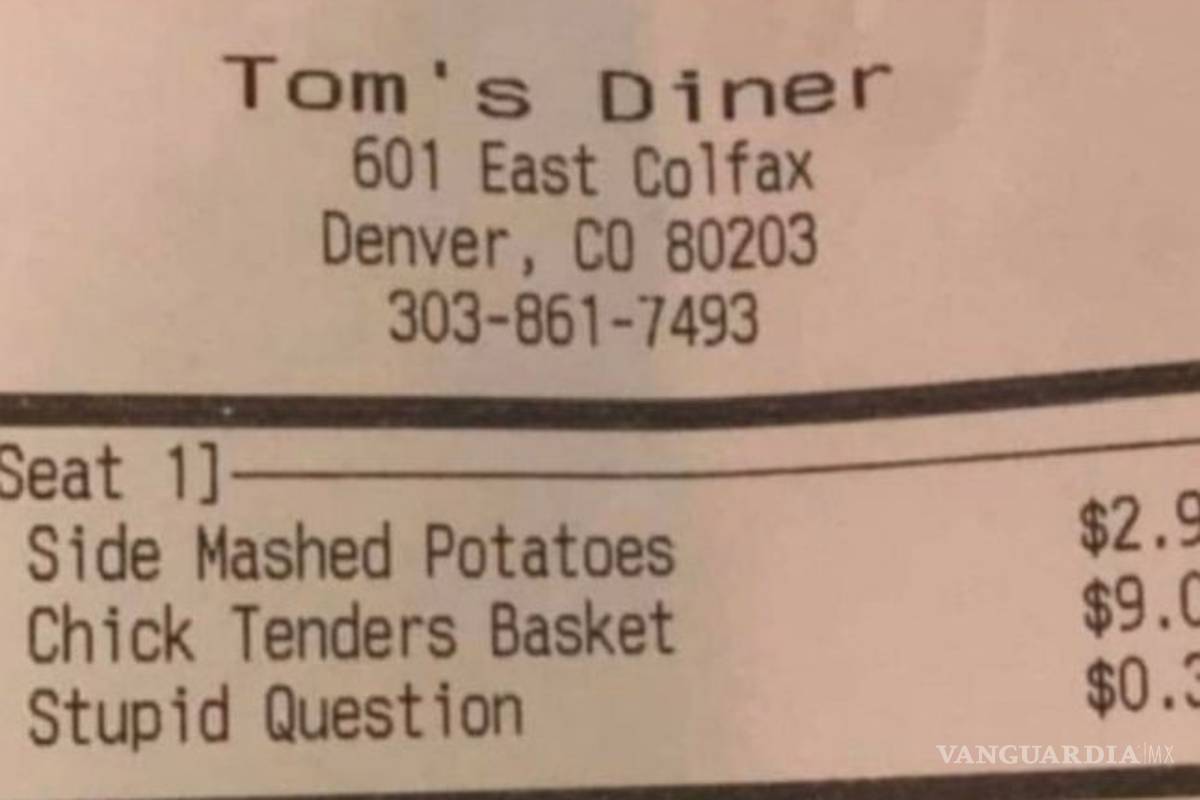 Tom's Diner
601 East Colfax
Denver, CO 80203
303-861-7493
Seat 1]
Side Mashed Potatoes $2.9
Chick Tenders Basket $9.0
Stupid Question $0.3
VANGUARDIA|MX